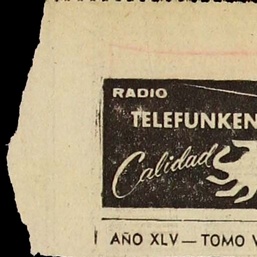 RADIO
TELEFUNKEN
Calidad
AÑO XLV — TOMO V